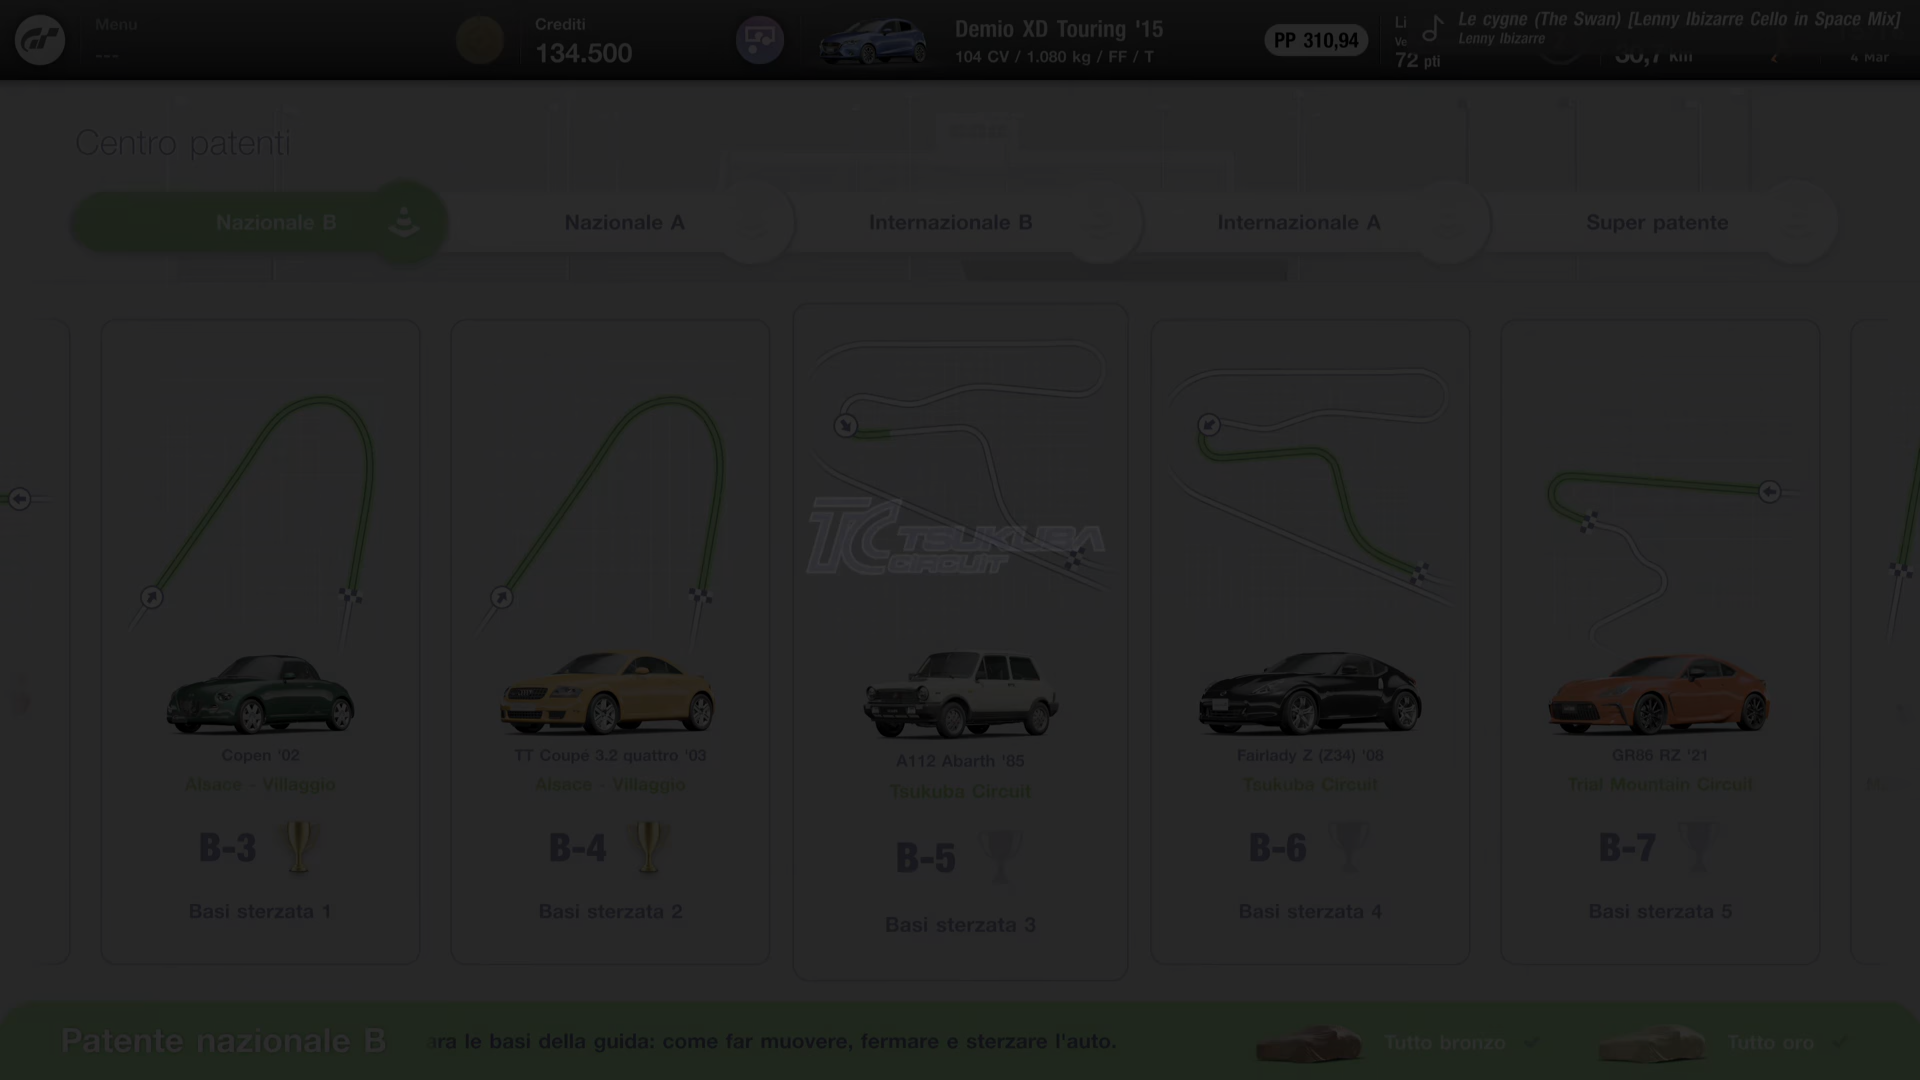 Menu
---
Crediti
134.500
Demio XD Touring '15
104 CV / 1.080 kg / FF / T
PP 310,94
72 pti
Le cygne (The Swan) [Lenny Ibizarre Cello in Space Mix]
Lenny Ibizarre
4 Mar
Centro patenti
Nazionale B
Nazionale A
Internazionale B
Internazionale A
Super patente
TC TSUKUBA
CIRCUIT
Copen '02
Alsace - Villaggio
B-3
Basi sterzata 1
TT Coupé 3.2 quattro '03
Alsace - Villaggio
B-4
Basi sterzata 2
A112 Abarth '85
Tsukuba Circuit
B-5
Basi sterzata 3
Fairlady Z (Z34) '08
Tsukuba Circuit
B-6
Basi sterzata 4
GR86 RZ '21
Trial Mountain Circuit
B-7
Basi sterzata 5
Patente nazionale B
le basi della guida: come far muovere, fermare e sterzare l'auto.
Tutto bronzo
Tutto oro